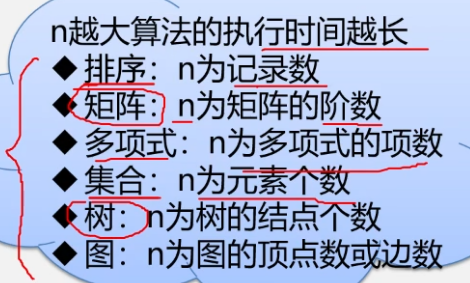 n越大算法的执行时间越长
◆排序：n为记录数
◆矩阵：n为矩阵的阶数
◆多项式：n为多项式的项数
◆集合：n为元素个数
◆树：n为树的结点个数
◆图：n为图的顶点数或边数